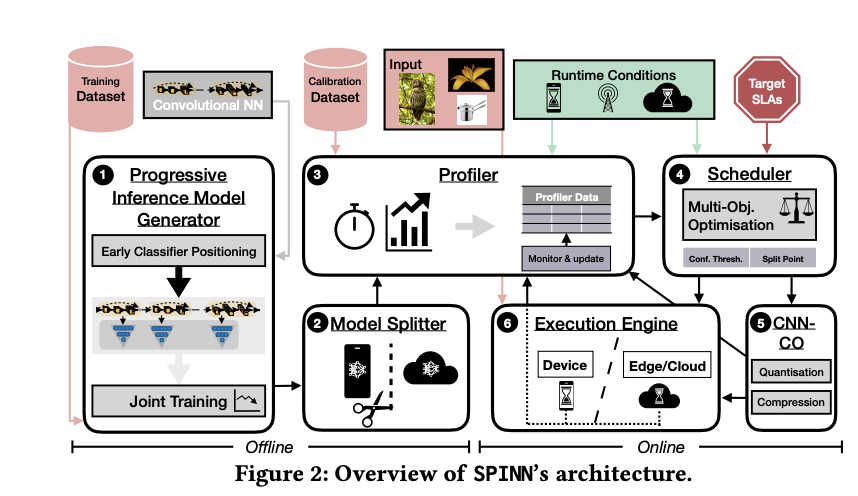 Training
Dataset
Convolutional NN
Calibration
Dataset
Input
Runtime Conditions
Target
SLAs
1 Progressive
Inference Model
Generator
Early Classifier Positioning
Joint Training
2 Model Splitter
3 Profiler
Profiler Data
Monitor & update
4 Scheduler
Multi-Obj.
Optimisation
Conf. Thresh. Split Point
6 Execution Engine
Device
Edge/Cloud
5 CNN-
CO
Quantisation
Compression
Offline
Online
Figure 2: Overview of SPINN's architecture.